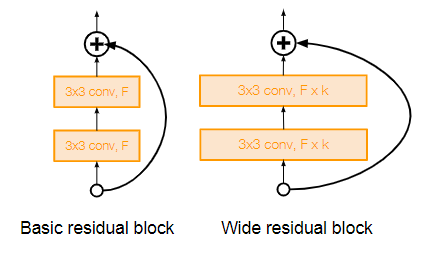 3x3 conv, F
3x3 conv, F
Basic residual block
3x3 conv, F x k
3x3 conv, F x k
Wide residual block